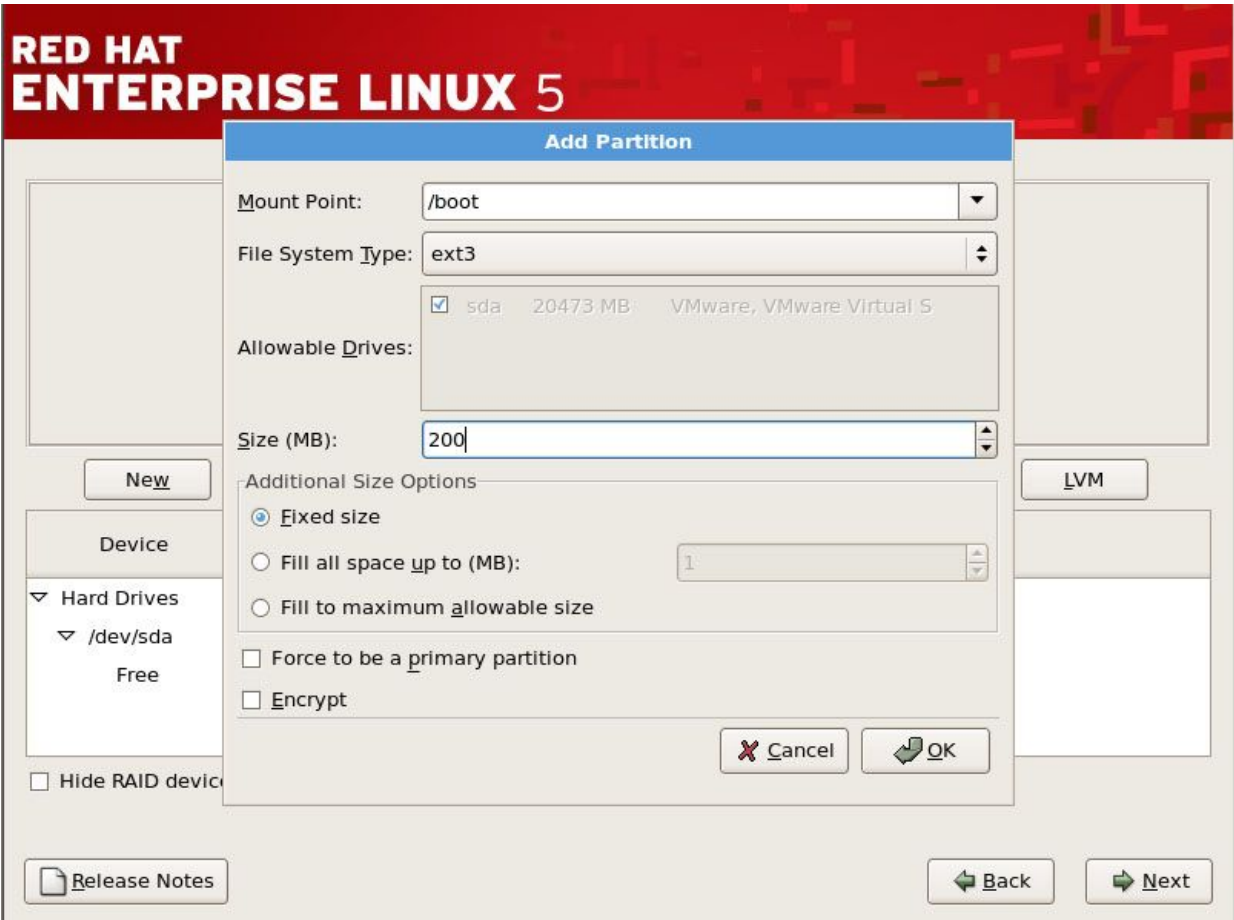 RED HAT
ENTERPRISE LINUX 5
Add Partition
Mount Point: /boot
File System Type: ext3
sda 20473 MB VMware, VMware Virtual S
Allowable Drives:
Size (MB): 200
New
LVM
Additional Size Options
Fixed size
Device
Fill all space up to (MB): 1
Hard Drives
Fill to maximum allowable size
/dev/sda
Force to be a primary partition
Free
Encrypt
Cancel
OK
Hide RAID devic
Release Notes
Back
Next